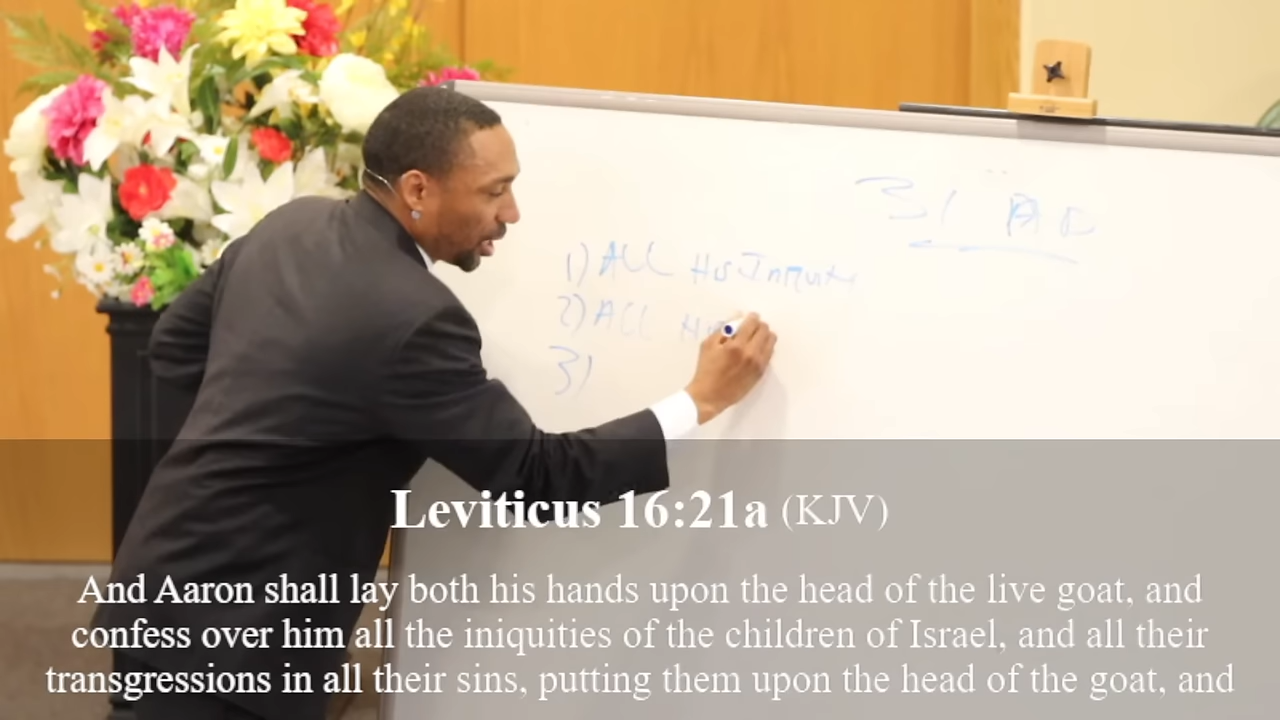 31 AD
1) ALL His Iniquity
2) ALL His
3)
Leviticus 16:21a (KJV)
And Aaron shall lay both his hands upon the head of the live goat, and
confess over him all the iniquities of the children of Israel, and all their
transgressions in all their sins, putting them upon the head of the goat, and